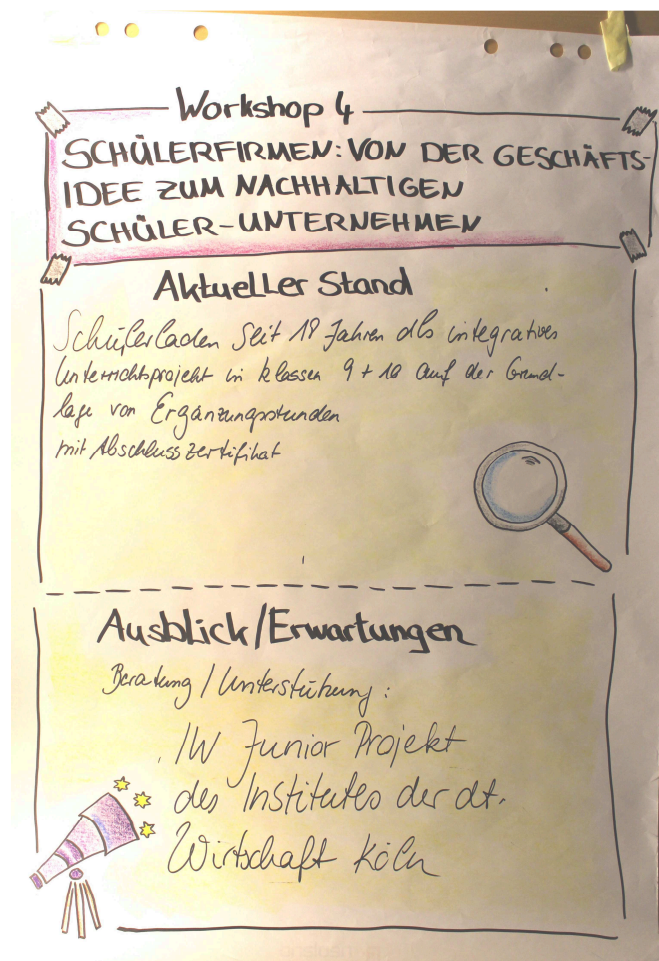 Workshop 4
SCHÜLERFIRMEN: VON DER GESCHÄFTS-
IDEE ZUM NACHHALTIGEN
SCHÜLER-UNTERNEHMEN
Aktueller Stand
Schülerladen seit 18 Jahren als integratives
Unterrichtsprojekt in Klassen 9 + 10 auf der Grund-
lage von Ergänzungsstunden
mit Abschlusszertifikat
Ausblick/Erwartungen
Beratung / Unterstützung:
IW Junior Projekt
des Institutes der dt.
Wirtschaft Köln